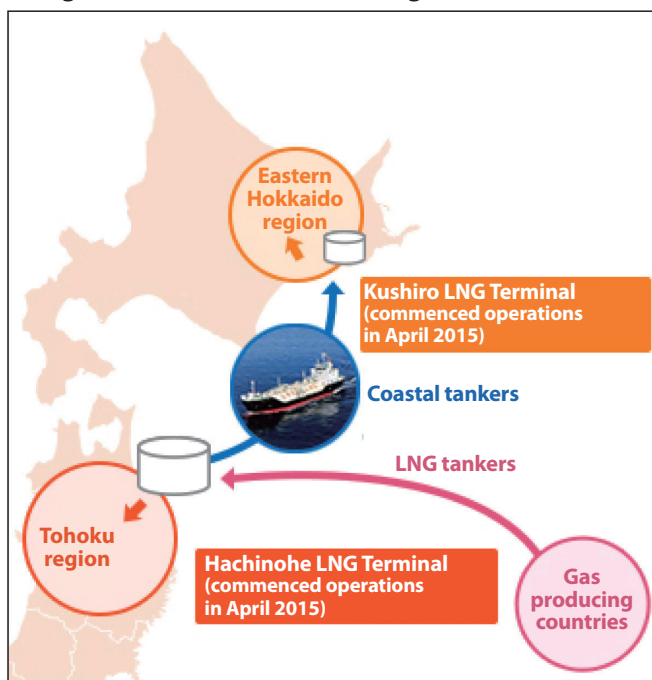 Eastern
Hokkaido
region
Kushiro LNG Terminal
(commenced operations
in April 2015)
Coastal tankers
LNG tankers
Tohoku
region
Hachinohe LNG Terminal
(commenced operations
in April 2015)
Gas
producing
countries